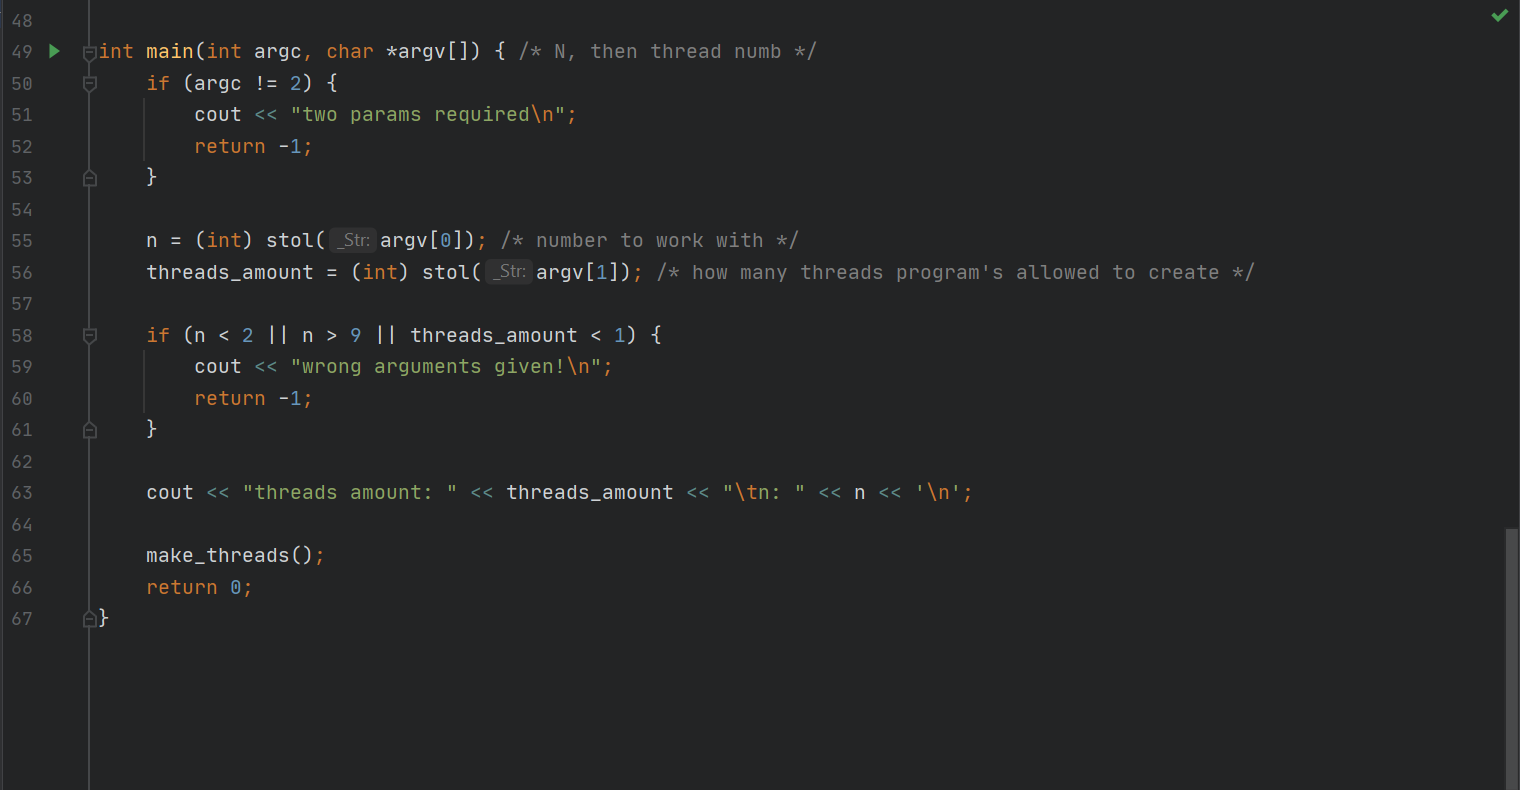 48
49 int main(int argc, char *argv[]) { /* N, then thread numb */
50     if (argc != 2) {
51         cout << "two params required\n";
52         return -1;
53     }
54
55     n = (int) stol( _Str: argv[0]); /* number to work with */
56     threads_amount = (int) stol( _Str: argv[1]); /* how many threads program's allowed to create */
57
58     if (n < 2 || n > 9 || threads_amount < 1) {
59         cout << "wrong arguments given!\n";
60         return -1;
61     }
62
63     cout << "threads amount: " << threads_amount << "\tn: " << n << '\n';
64
65     make_threads();
66     return 0;
67 }